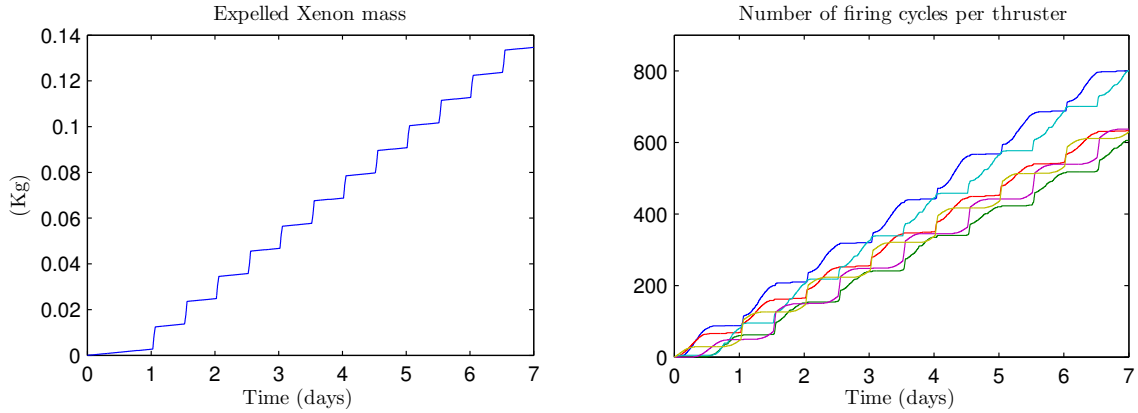 Expelled Xenon mass
0.14
0.12
0.1
0.08
0.06
0.04
0.02
0
(Kg)
0 1 2 3 4 5 6 7
Time (days)
Number of firing cycles per thruster
800
600
400
200
0
0 1 2 3 4 5 6 7
Time (days)